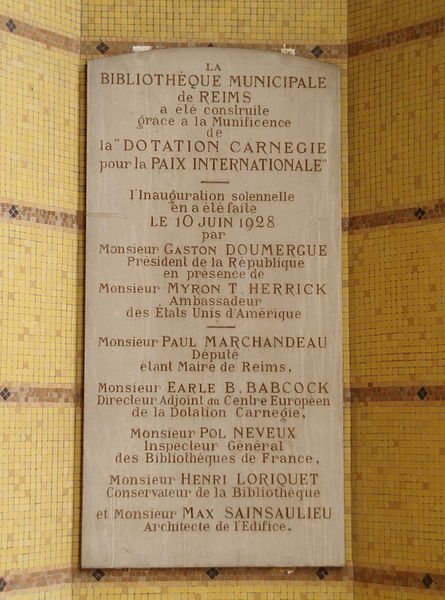 LA
BIBLIOTHÈQUE MUNICIPALE
de REIMS
a été construite
grace a la Munificence
de
la "DOTATION CARNEGIE
pour la PAIX INTERNATIONALE"
l'Inauguration solennelle
en a été faite
LE 10 JUIN 1928
par
Monsieur GASTON DOUMERGUE
Président de la République
en présence de
Monsieur MYRON T. HERRICK
Ambassadeur
des États Unis d'Amérique
Monsieur PAUL MARCHANDEAU
Député
étant Maire de Reims,
Monsieur EARLE B. BABCOCK
Directeur Adjoint du Centre Européen
de la Dotation Carnegie,
Monsieur POL NEVEUX
Inspecteur Général
des Bibliothèques de France,
Monsieur HENRI LORIQUET
Conservateur de la Bibliothèque
et Monsieur MAX SAINSAULIEU
Architecte de l'Édifice.